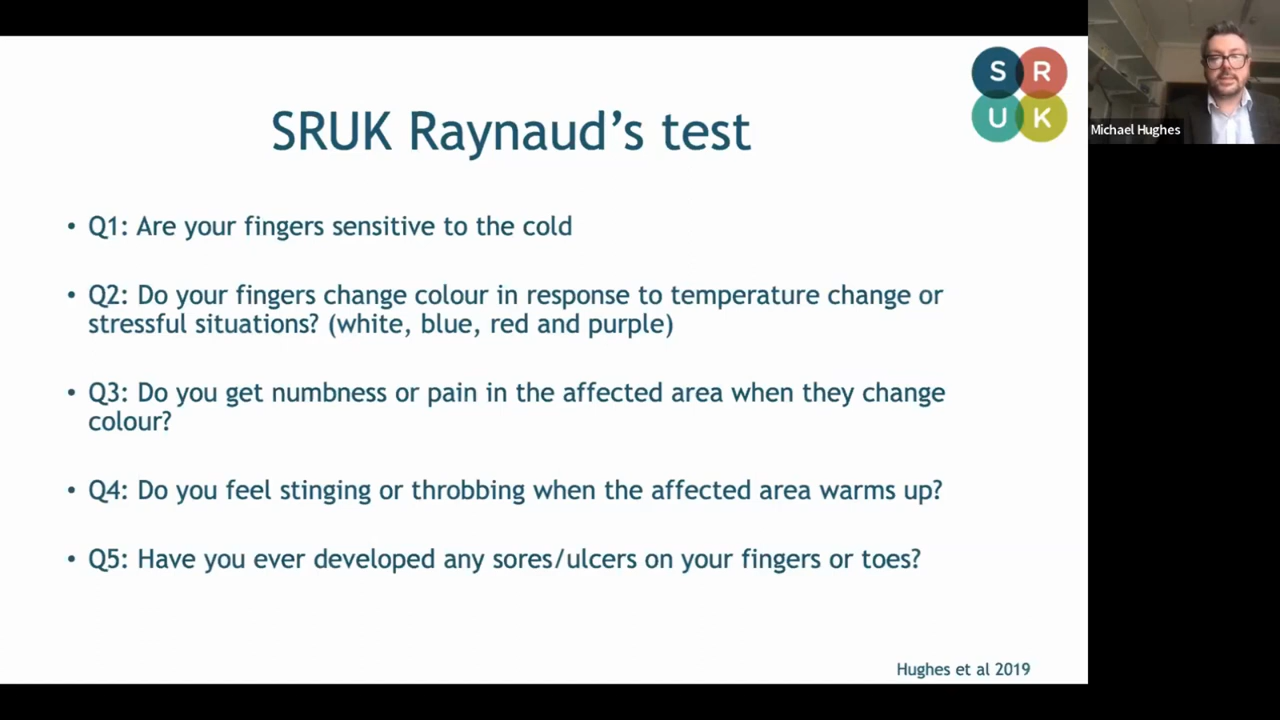 S R
U K
Michael Hughes
SRUK Raynaud’s test
• Q1: Are your fingers sensitive to the cold
• Q2: Do your fingers change colour in response to temperature change or
stressful situations? (white, blue, red and purple)
• Q3: Do you get numbness or pain in the affected area when they change
colour?
• Q4: Do you feel stinging or throbbing when the affected area warms up?
• Q5: Have you ever developed any sores/ulcers on your fingers or toes?
Hughes et al 2019